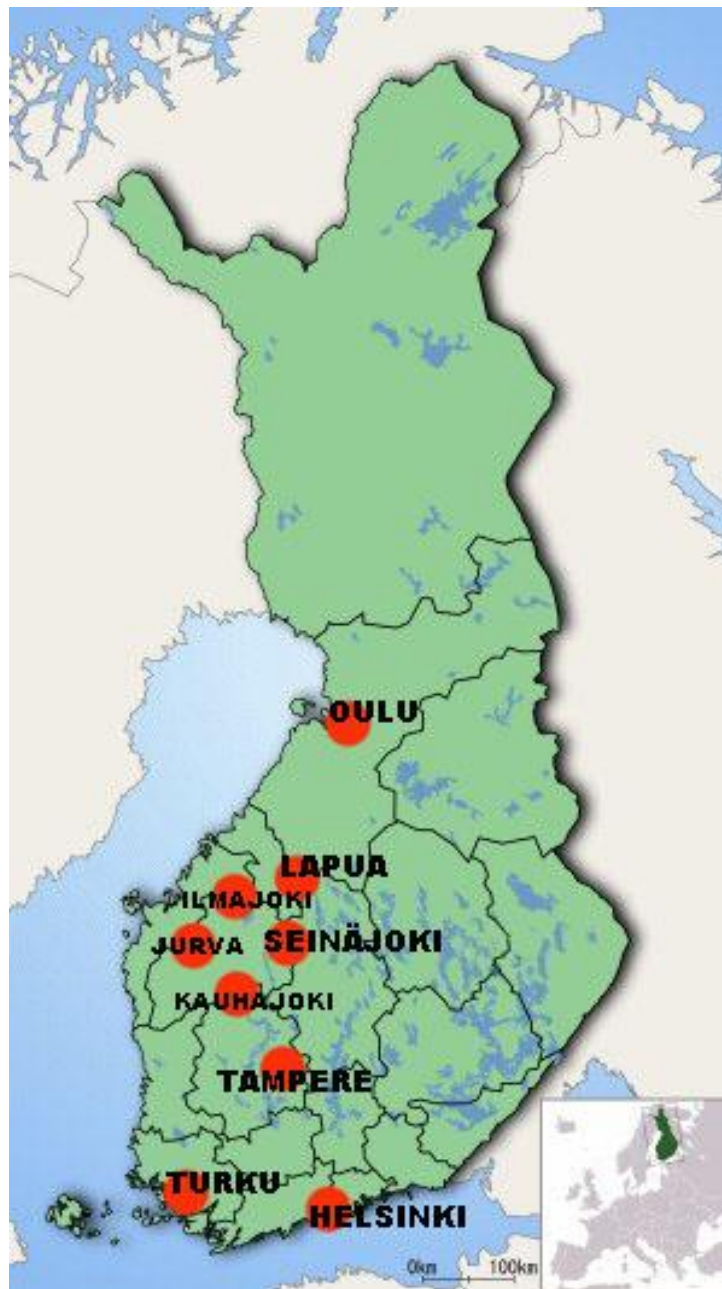 OULU
LAPUA
ILMAJOKI
JURVA
SEINÄJOKI
KAUHAJOKI
TAMPERE
TURKU
HELSINKI
0km 100km